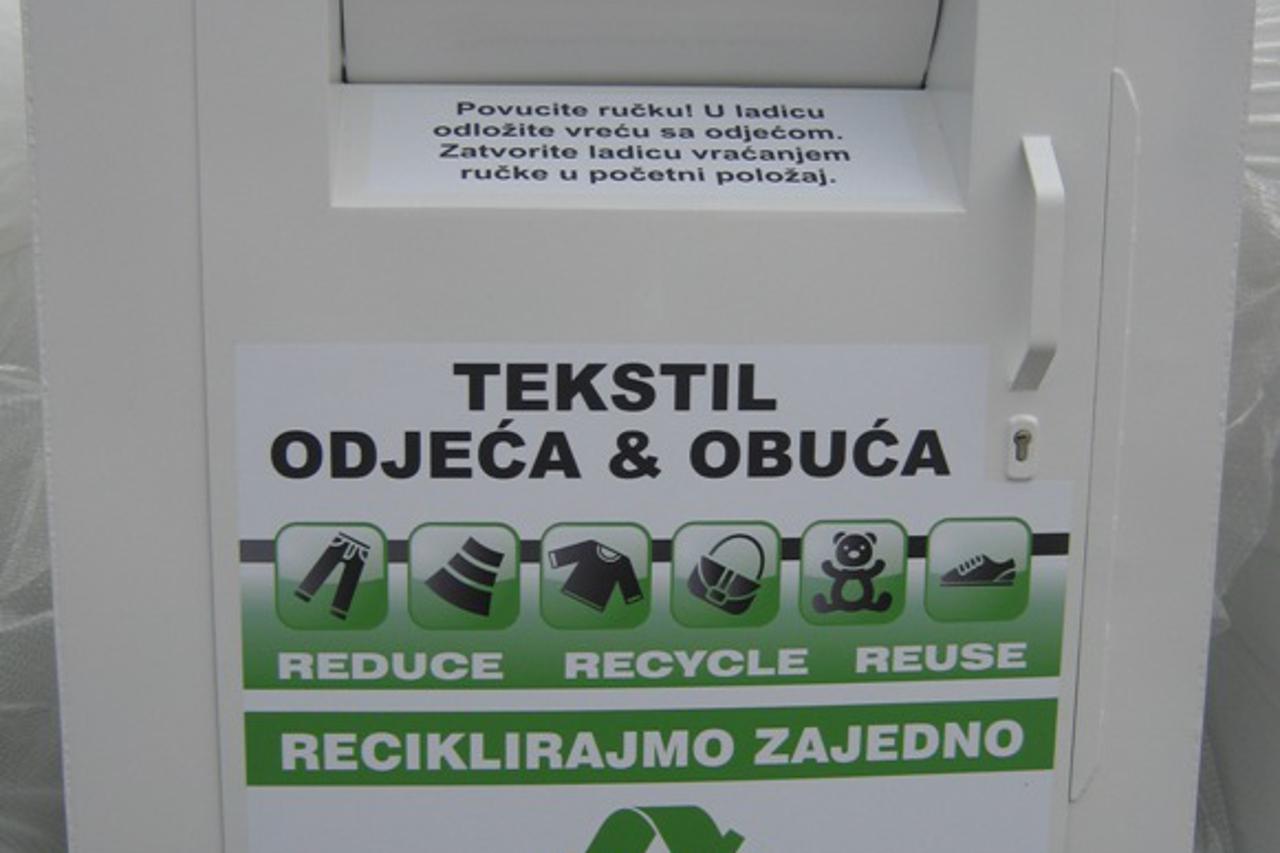 Povucite ručku! U ladicu
odložite vreću sa odjećom.
Zatvorite ladicu vraćanjem
ručke u početni položaj.
TEKSTIL
ODJEĆA & OBUĆA
REDUCE RECYCLE REUSE
RECIKLIRAJMO ZAJEDNO